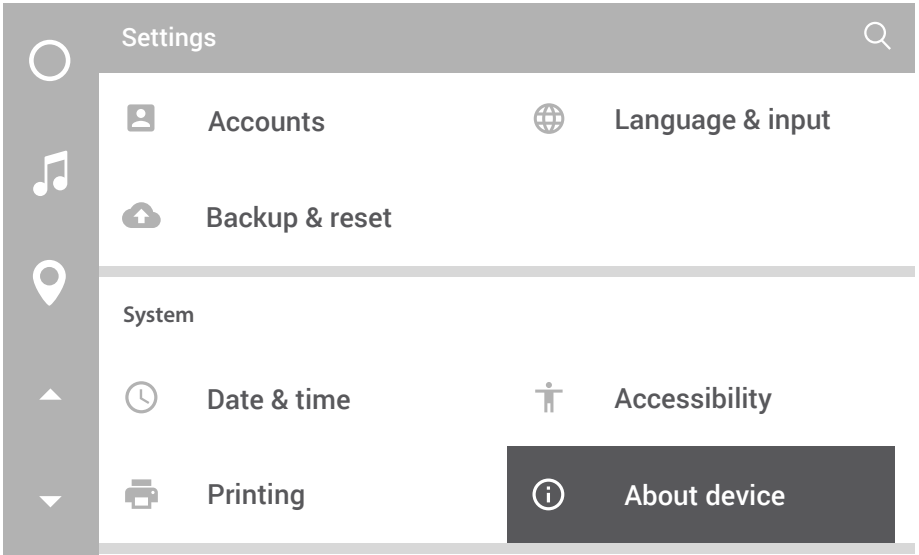 Settings
Accounts
Language & input
Backup & reset
System
Date & time
Accessibility
Printing
About device